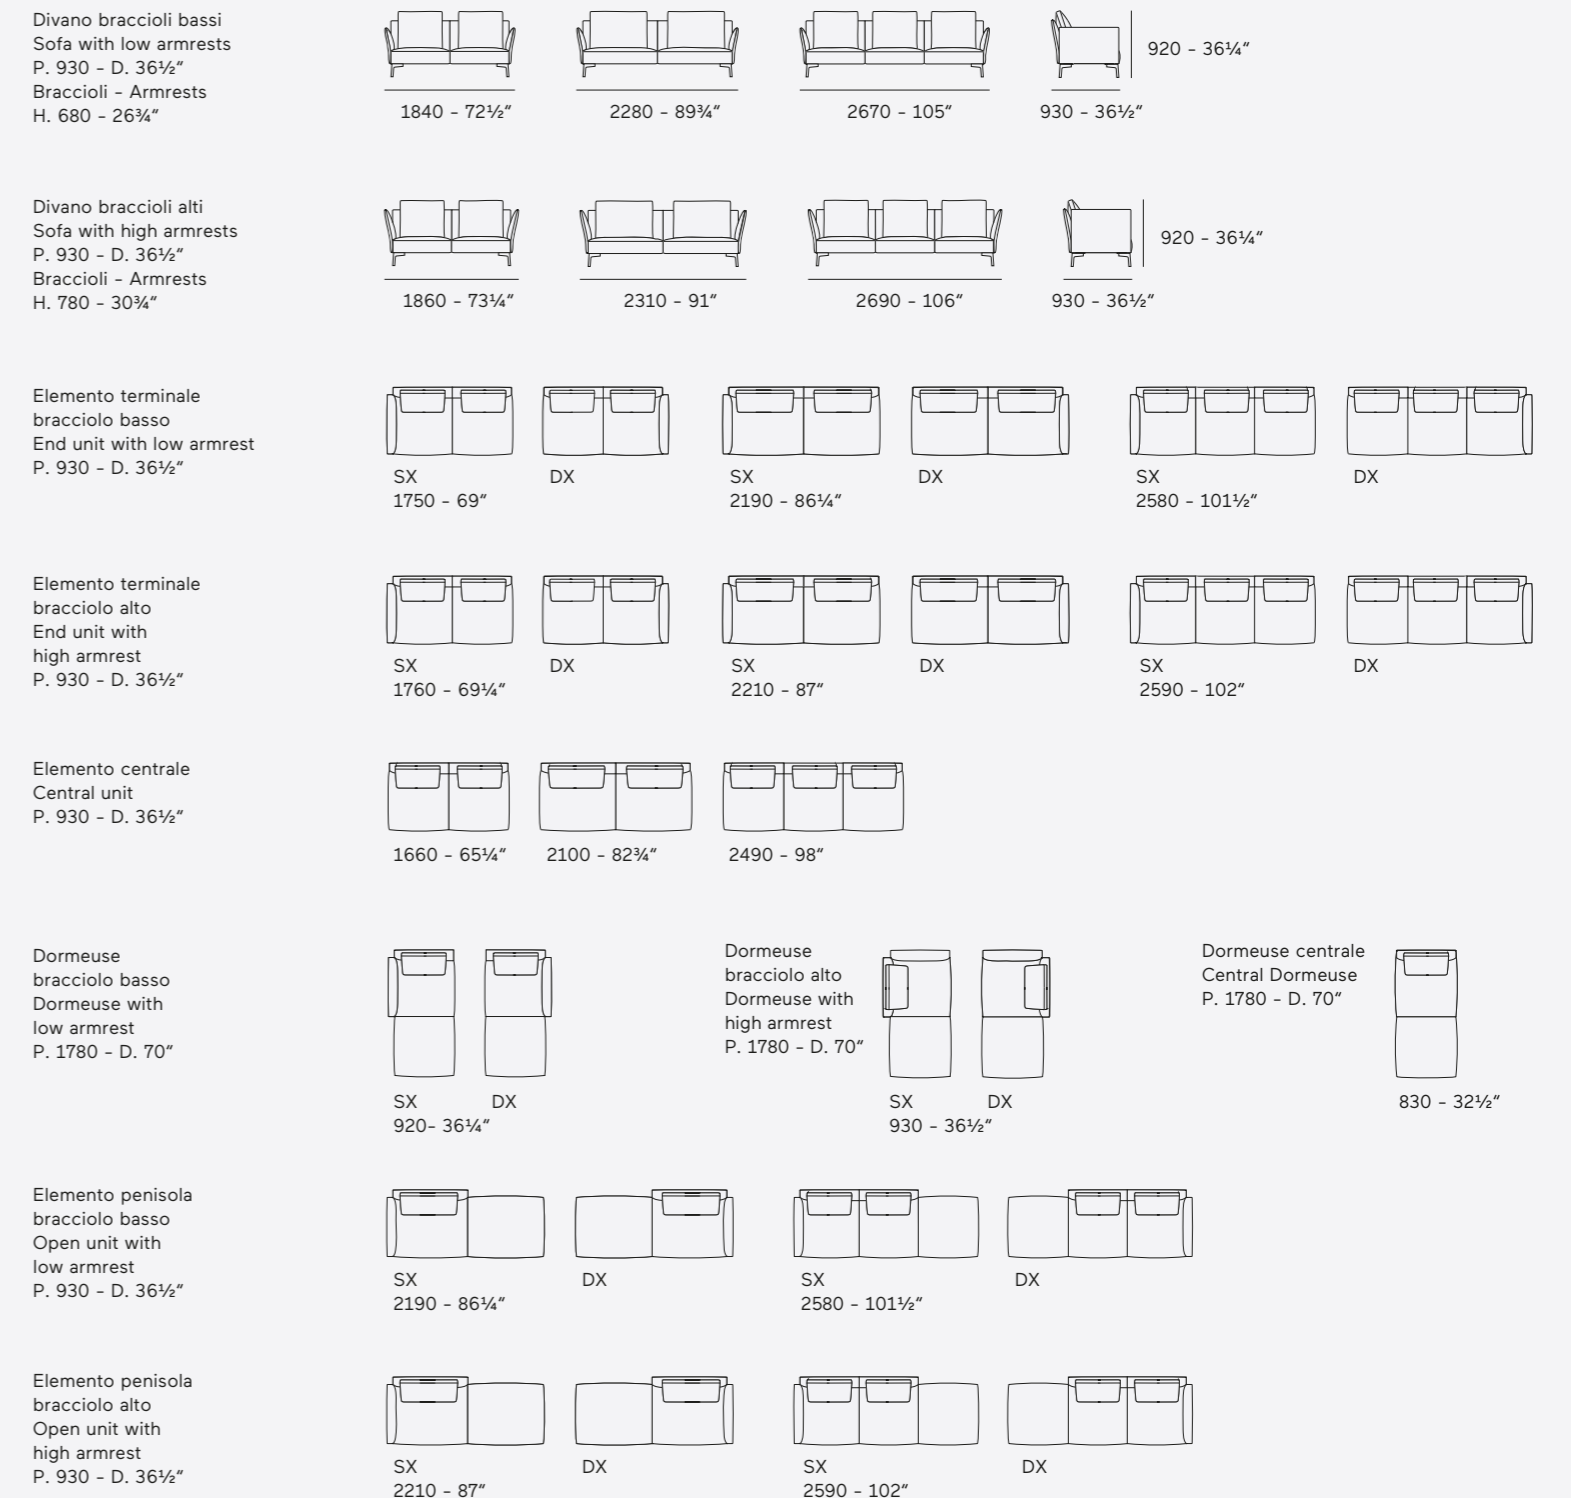 Divano braccioli bassi
Sofa with low armrests
P. 930 - D. 36½“
Braccioli - Armrests
H. 680 - 26¾“
1840 - 72½“
2280 - 89¾“
2670 - 105“
930 - 36½“
920 - 36¼“
Divano braccioli alti
Sofa with high armrests
P. 930 - D. 36½“
Braccioli - Armrests
H. 780 - 30¾“
1860 - 73¼“
2310 - 91“
2690 - 106“
930 - 36½“
920 - 36¼“
Elemento terminale
bracciolo basso
End unit with low armrest
P. 930 - D. 36½“
SX
1750 - 69“
DX
SX
2190 - 86¼“
DX
SX
2580 - 101½“
DX
Elemento terminale
bracciolo alto
End unit with
high armrest
P. 930 - D. 36½“
SX
1760 - 69¼“
DX
SX
2210 - 87“
DX
SX
2590 - 102“
DX
Elemento centrale
Central unit
P. 930 - D. 36½“
1660 - 65¼“
2100 - 82¾“
2490 - 98“
Dormeuse
bracciolo basso
Dormeuse with
low armrest
P. 1780 - D. 70“
SX
920- 36¼“
DX
Dormeuse
bracciolo alto
Dormeuse with
high armrest
P. 1780 - D. 70“
SX
930 - 36½“
DX
Dormeuse centrale
Central Dormeuse
P. 1780 - D. 70“
830 - 32½“
Elemento penisola
bracciolo basso
Open unit with
low armrest
P. 930 - D. 36½“
SX
2190 - 86¼“
DX
SX
2580 - 101½“
DX
Elemento penisola
bracciolo alto
Open unit with
high armrest
P. 930 - D. 36½“
SX
2210 - 87“
DX
SX
2590 - 102“
DX